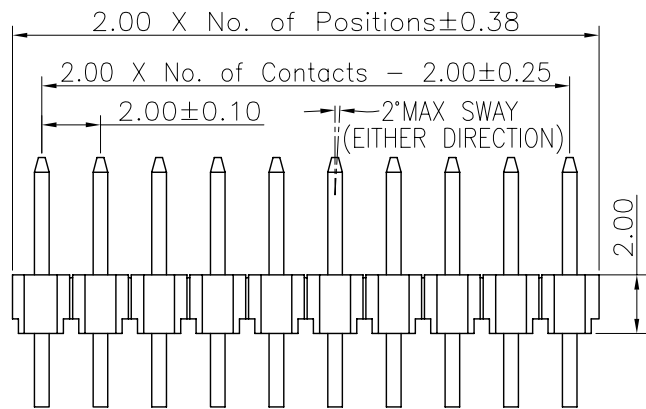 2.00 X No. of Positions±0.38
2.00 X No. of Contacts - 2.00±0.25
2.00±0.10
2°MAX SWAY
(EITHER DIRECTION)
2.00